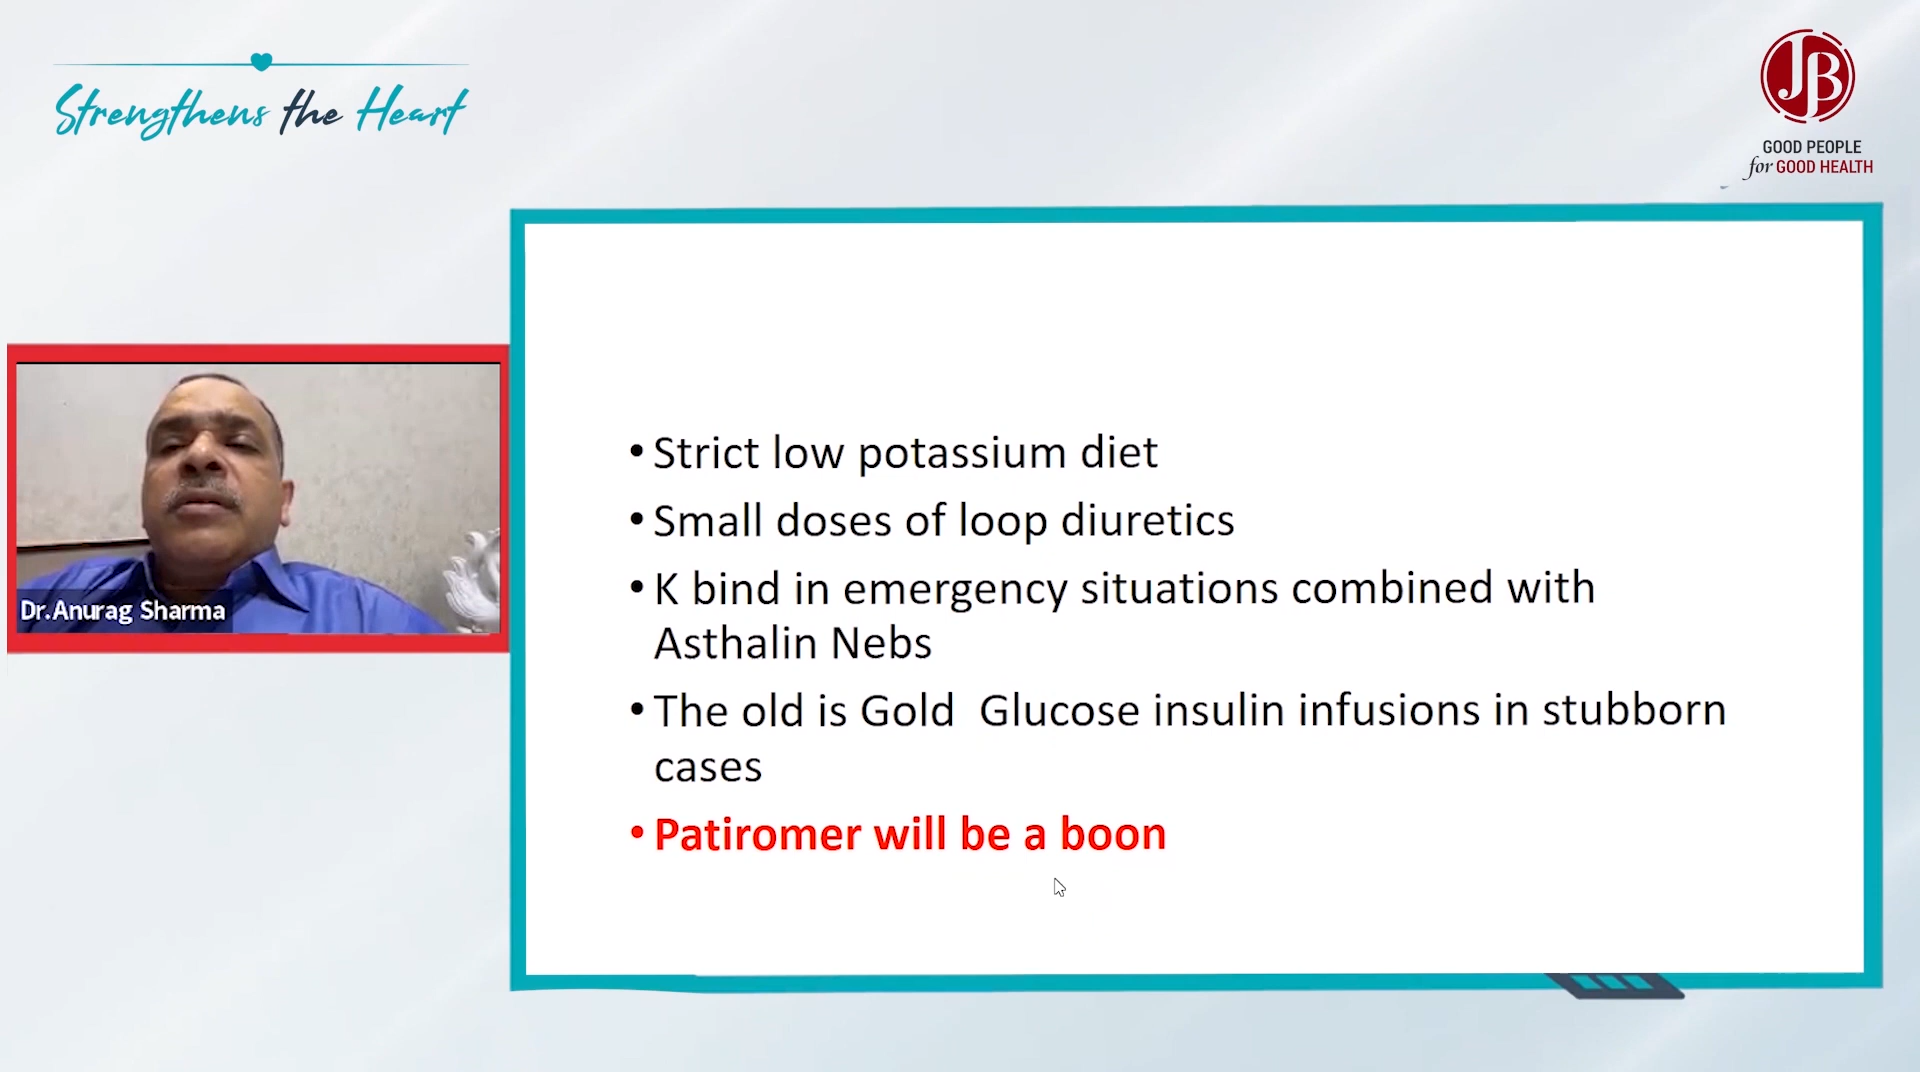 Strengthens the Heart
JB
GOOD PEOPLE
for GOOD HEALTH
Dr.Anurag Sharma
• Strict low potassium diet
• Small doses of loop diuretics
• K bind in emergency situations combined with
Asthalin Nebs
• The old is Gold  Glucose insulin infusions in stubborn
cases
• Patiromer will be a boon